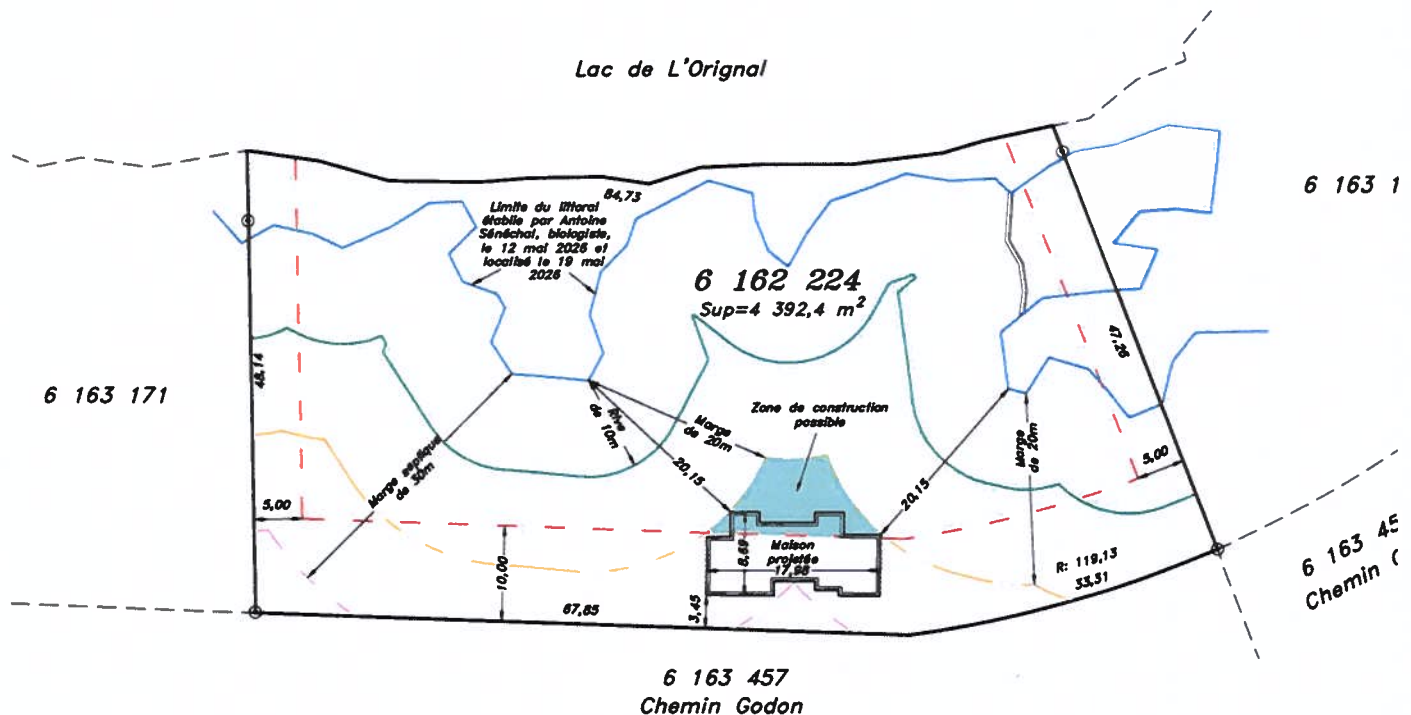 Lac de L'Orignal
84,73
Limite du littoral
établie par Antoine
Sénéchal, biologiste,
le 12 mai 2026 et
localisé le 19 mai
2026
6 163 1
6 162 224
Sup=4 392,4 m²
48,14
47,26
6 163 171
Rive
de 10m
Marge
de 20m
Zone de construction
possible
Marge septique
de 30m
20,15
20,15
Marge
de 20m
5,00
5,00
10,00
8,69
Maison
projetée
17,98
3,45
67,85
R: 119,13
33,31
6 163 45
Chemin G
6 163 457
Chemin Godon